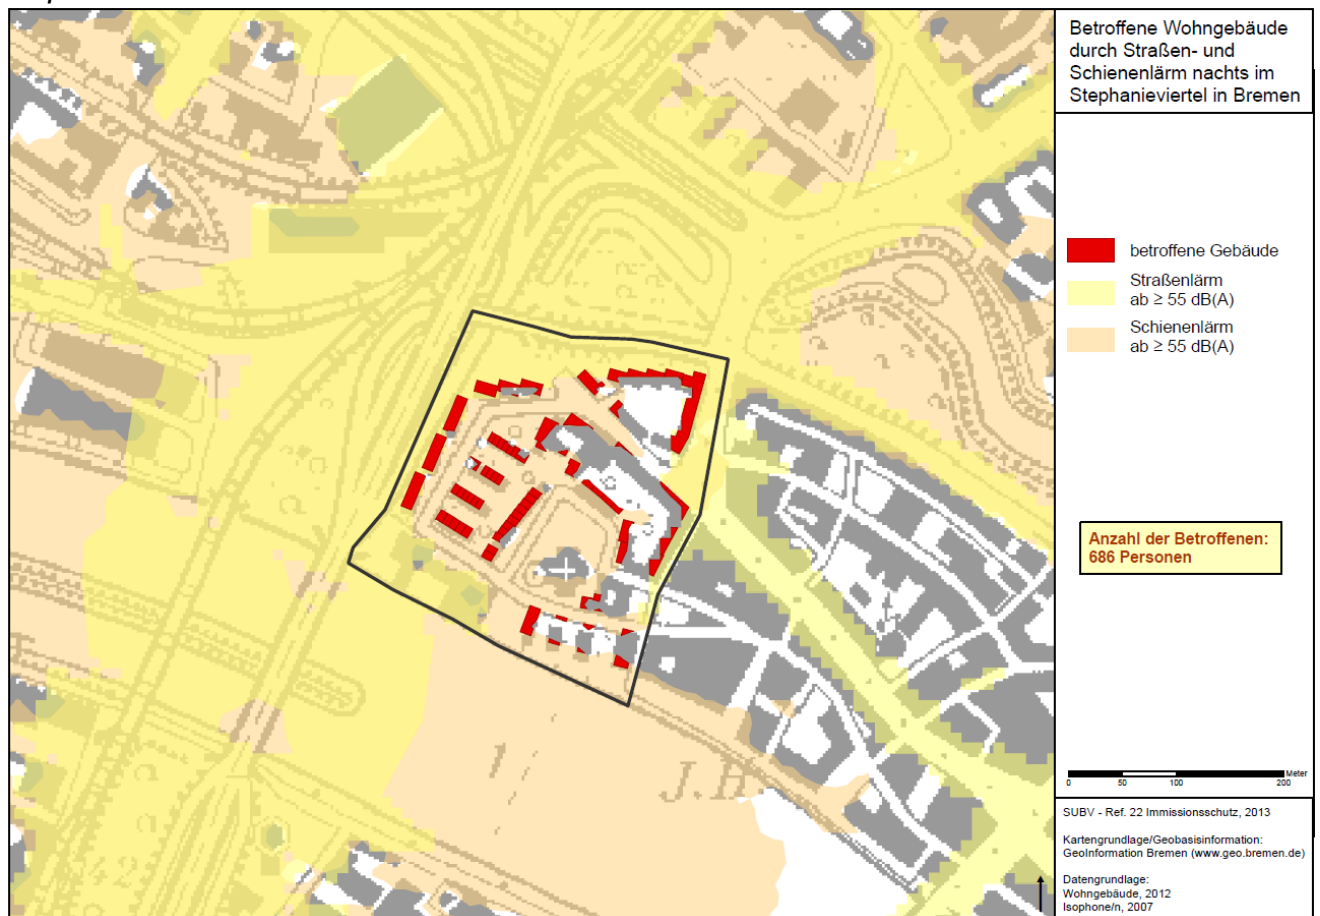 Betroffene Wohngebäude
durch Straßen- und
Schienenlärm nachts im
Stephanieviertel in Bremen
betroffene Gebäude
Straßenlärm
ab ≥ 55 dB(A)
Schienenlärm
ab ≥ 55 dB(A)
Anzahl der Betroffenen:
686 Personen
Meter
0 50 100 200
SUBV - Ref. 22 Immissionsschutz, 2013
Kartengrundlage/Geobasisinformation:
GeoInformation Bremen (www.geo.bremen.de)
Datengrundlage:
Wohngebäude, 2012
Isophone/n, 2007